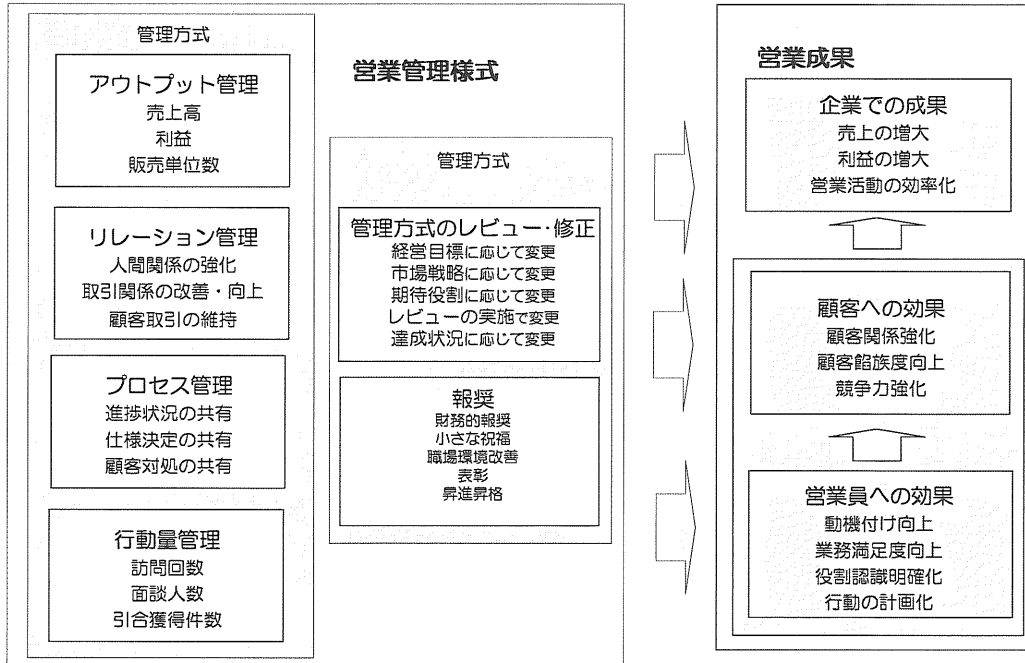 管理方式
アウトプット管理
売上高
利益
販売単位数
リレーション管理
人間関係の強化
取引関係の改善・向上
顧客取引の維持
プロセス管理
進捗状況の共有
仕様決定の共有
顧客対処の共有
行動量管理
訪問回数
面談人数
引合獲得件数
営業管理様式
管理方式
管理方式のレビュー・修正
経営目標に応じて変更
市場戦略に応じて変更
期待役割に応じて変更
レビューの実施で変更
達成状況に応じて変更
報奨
財務的報奨
小さな祝福
職場環境改善
表彰
昇進昇格
営業成果
企業での成果
売上の増大
利益の増大
営業活動の効率化
顧客への効果
顧客関係強化
顧客餡族度向上
競争力強化
営業員への効果
動機付け向上
業務満足度向上
役割認識明確化
行動の計画化